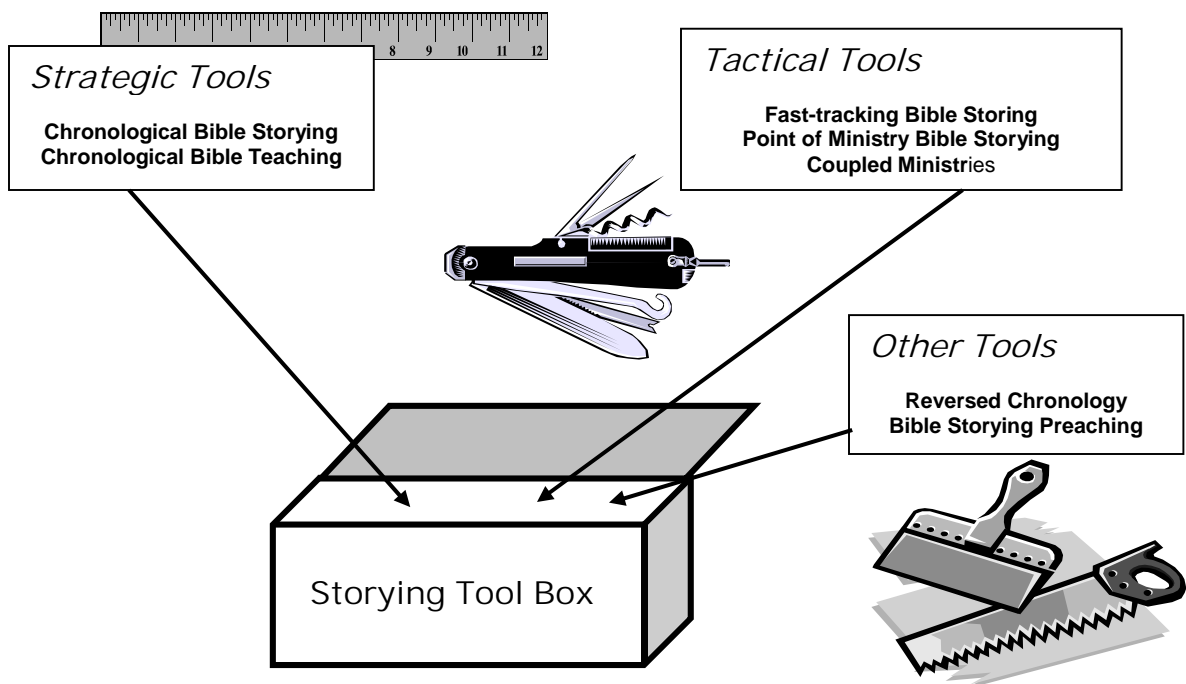 8 9 10 11 12
Strategic Tools
Chronological Bible Storying
Chronological Bible Teaching
Tactical Tools
Fast-tracking Bible Storing
Point of Ministry Bible Storying
Coupled Ministries
Other Tools
Reversed Chronology
Bible Storying Preaching
Storying Tool Box